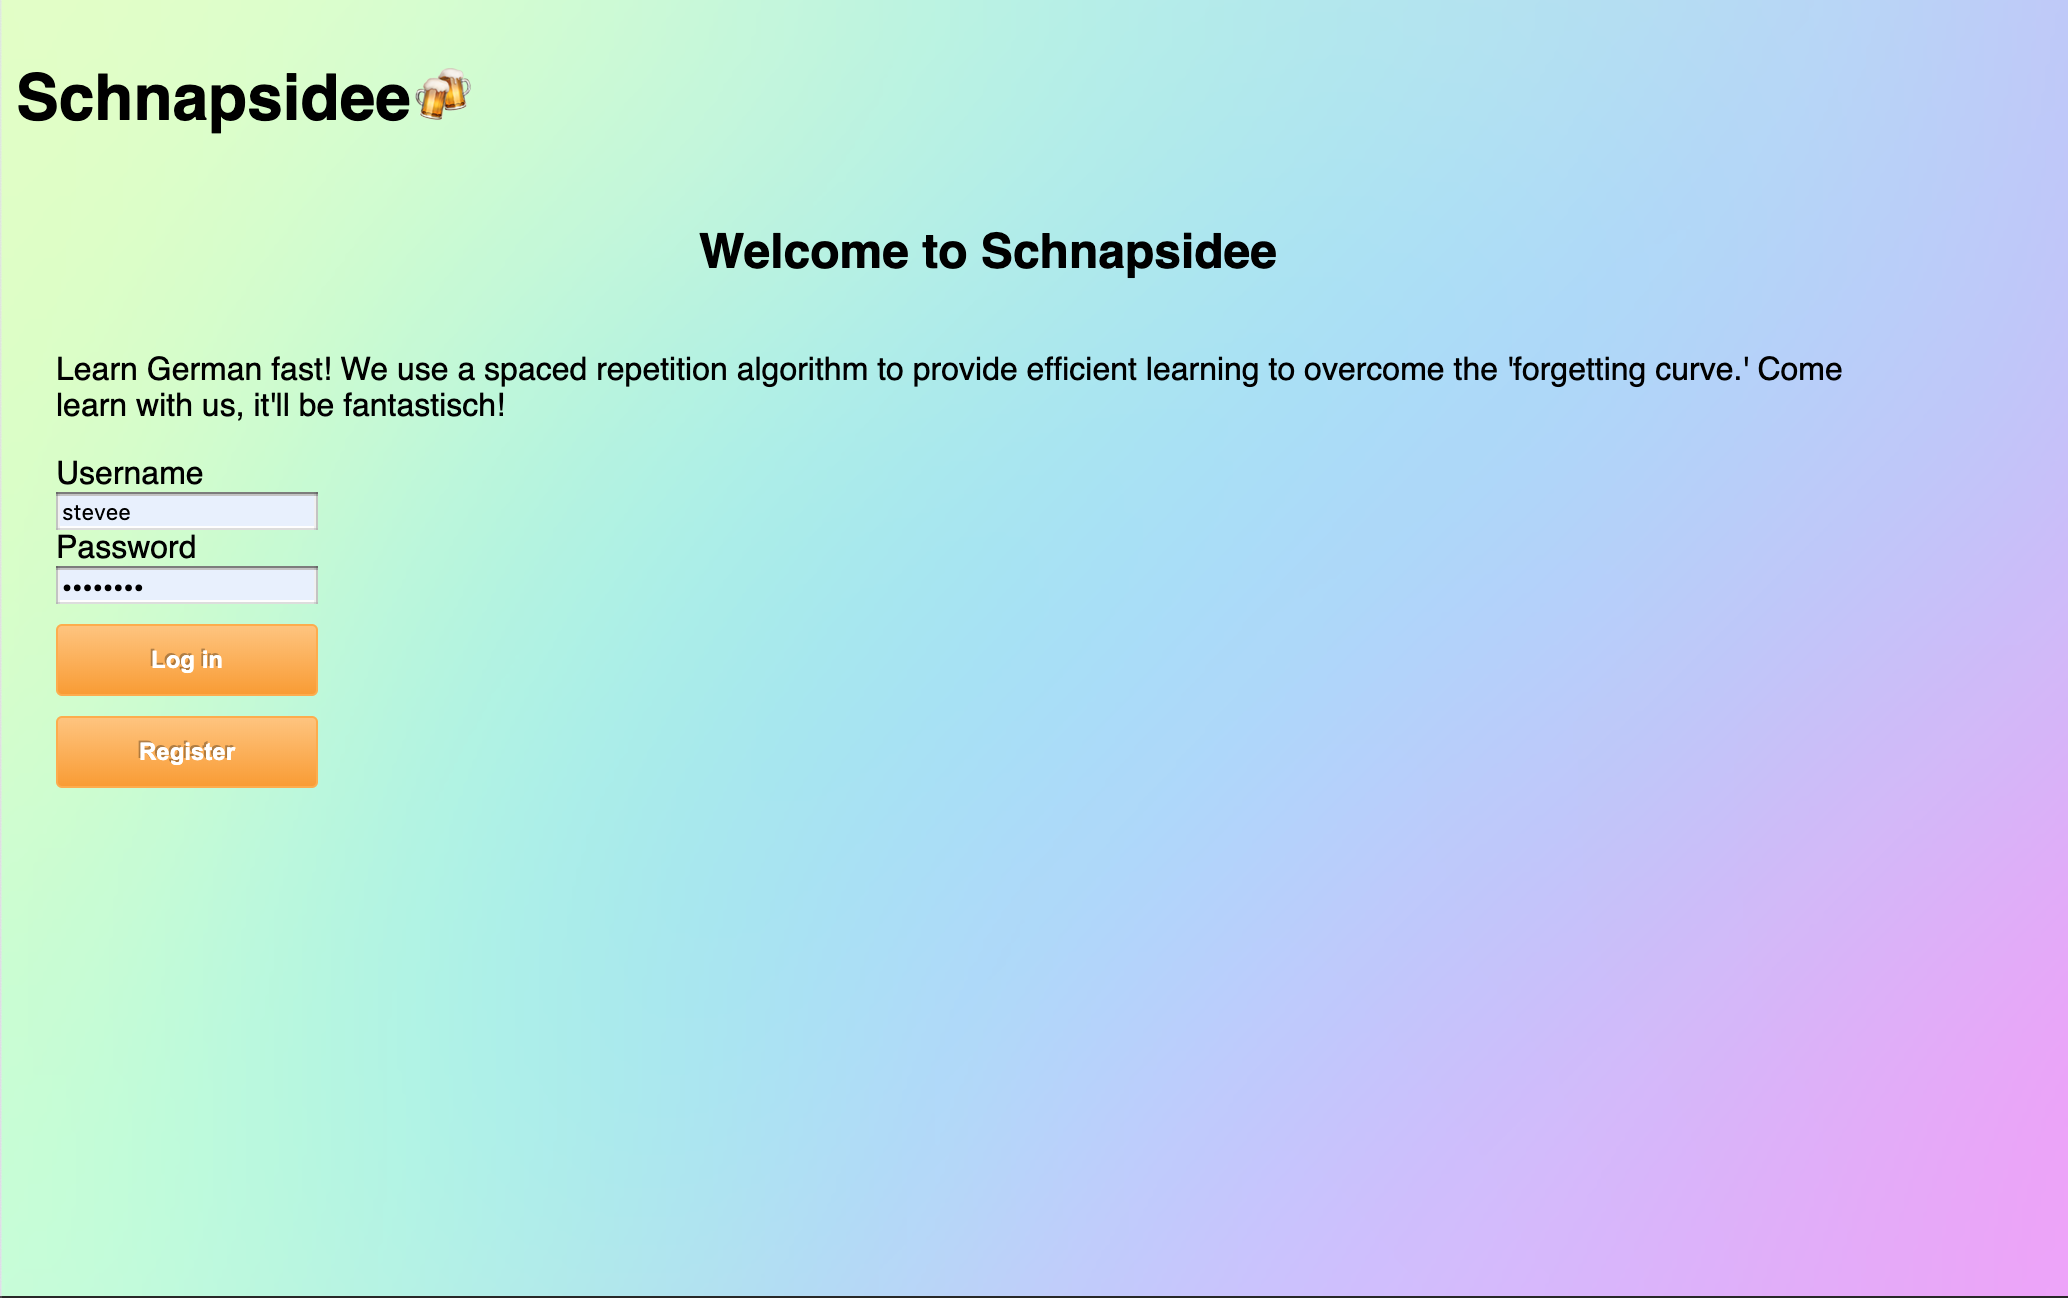 Schnapsidee🍻
Welcome to Schnapsidee
Learn German fast! We use a spaced repetition algorithm to provide efficient learning to overcome the 'forgetting curve.' Come
learn with us, it'll be fantastisch!
Username
stevee
Password
••••••••
Log in
Register